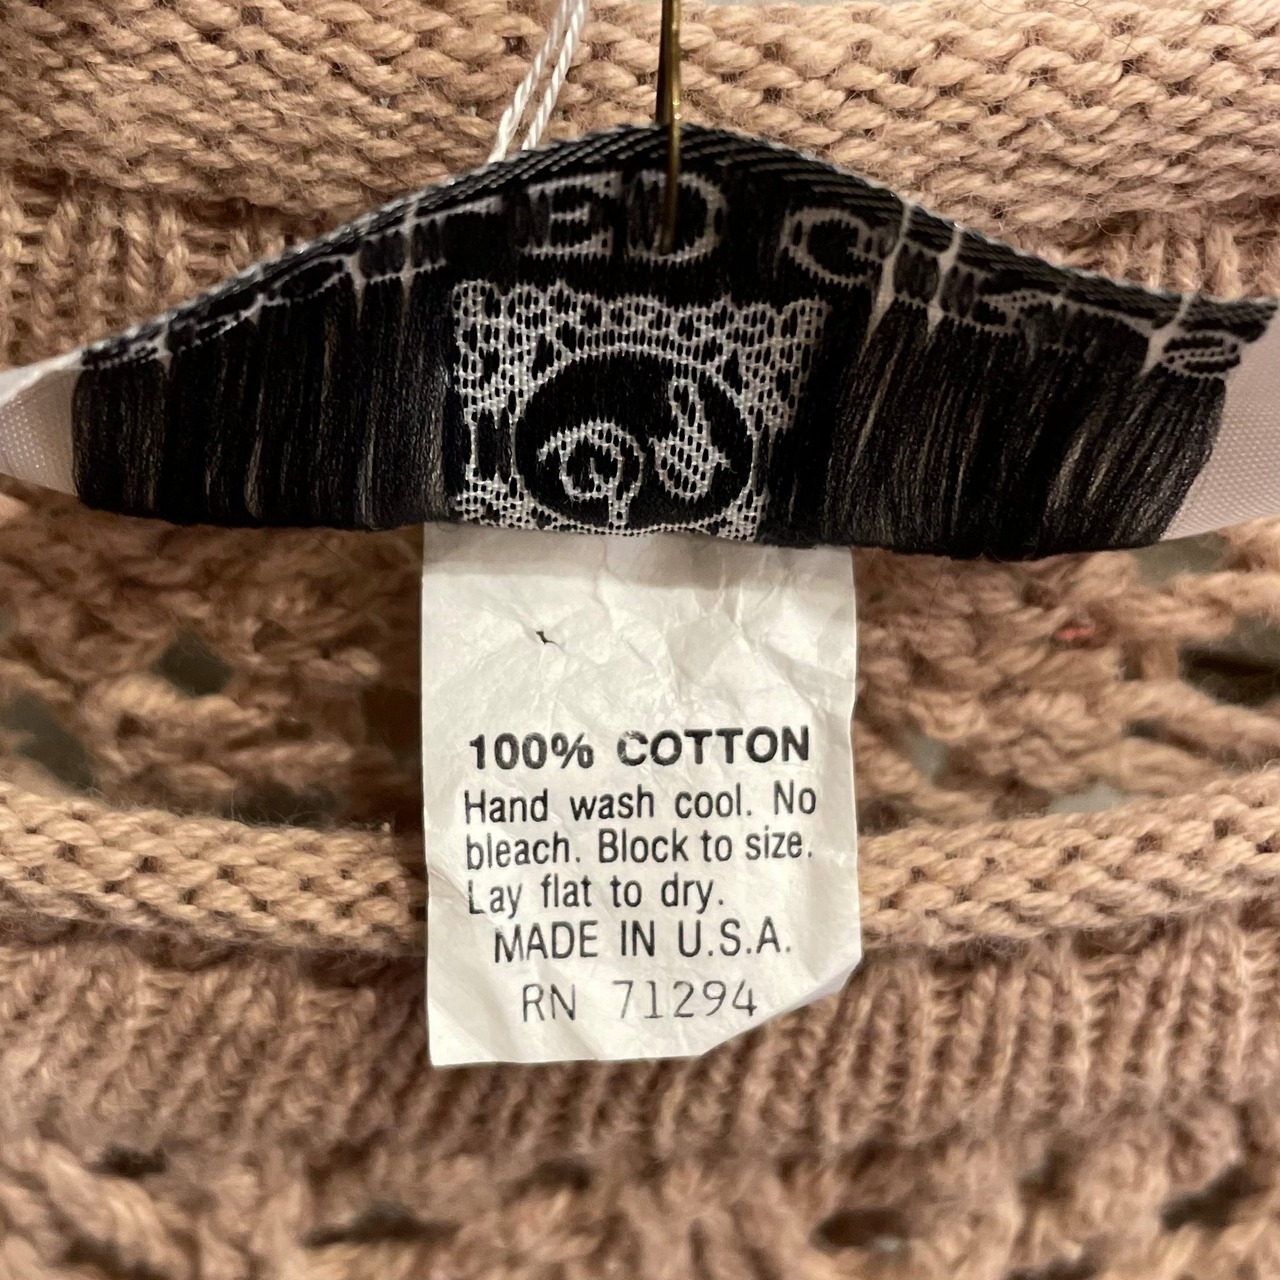 100% COTTON
Hand wash cool. No
bleach. Block to size.
Lay flat to dry.
MADE IN U.S.A.
RN 71294